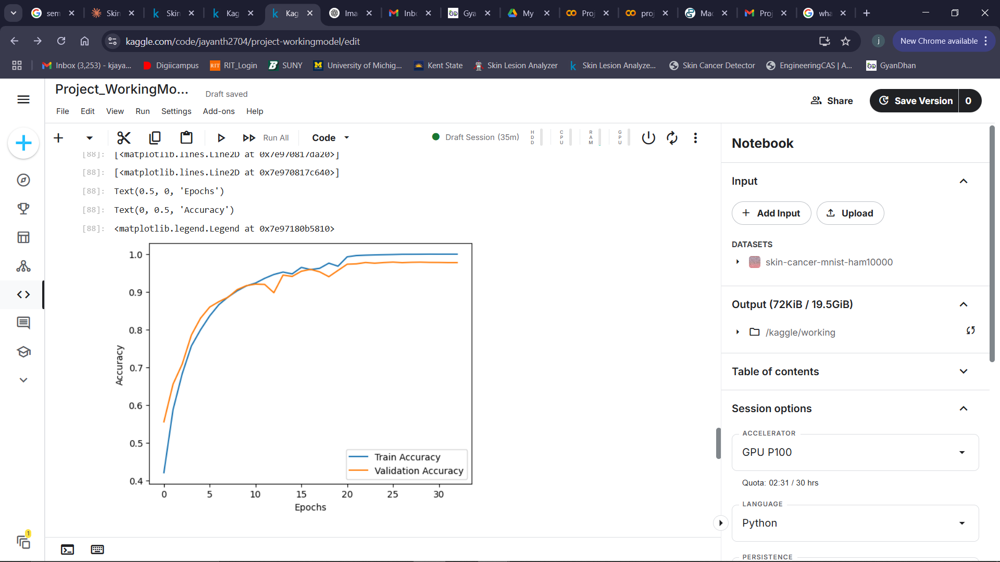 sem
Skin
Skin
Kag
Kag
Ima
Inb
Gya
My
Proj
proj
Mac
Proj
wha
kaggle.com/code/jayanth2704/project-workingmodel/edit
j
New Chrome available
Inbox (3,253) - kjaya...
Digiicampus
RIT_Login
SUNY
University of Michig...
Kent State
Skin Lesion Analyzer
Skin Lesion Analyze...
Skin Cancer Detector
EngineeringCAS | A...
GyanDhan
Project_WorkingMo...
Draft saved
File
Edit
View
Run
Settings
Add-ons
Help
Share
Save Version
0
Run All
Code
Draft Session (35m)
HDD
CPU
RAM
GPU
[88]: [<matplotlib.lines.Line2D at 0x7e970817da20>]
[88]: [<matplotlib.lines.Line2D at 0x7e970817c640>]
[88]: Text(0.5, 0, 'Epochs')
[88]: Text(0, 0.5, 'Accuracy')
[88]: <matplotlib.legend.Legend at 0x7e97180b5810>
1.0
0.9
0.8
0.7
0.6
0.5
0.4
Accuracy
0 5 10 15 20 25 30
Epochs
Train Accuracy
Validation Accuracy
Notebook
Input
Add Input
Upload
DATASETS
skin-cancer-mnist-ham10000
Output (72KiB / 19.5GiB)
/kaggle/working
Table of contents
Session options
ACCELERATOR
GPU P100
Quota: 02:31 / 30 hrs
LANGUAGE
Python
PERSISTENCE
1